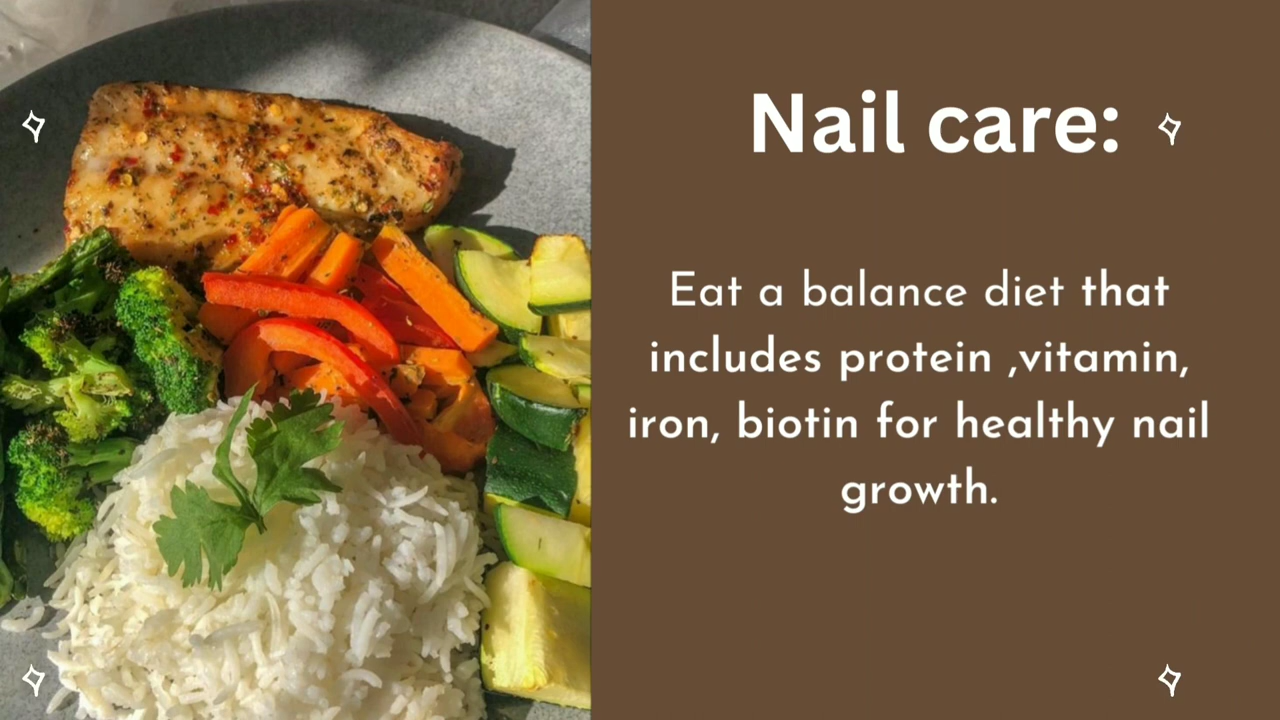 Nail care:
Eat a balance diet that
includes protein ,vitamin,
iron, biotin for healthy nail
growth.